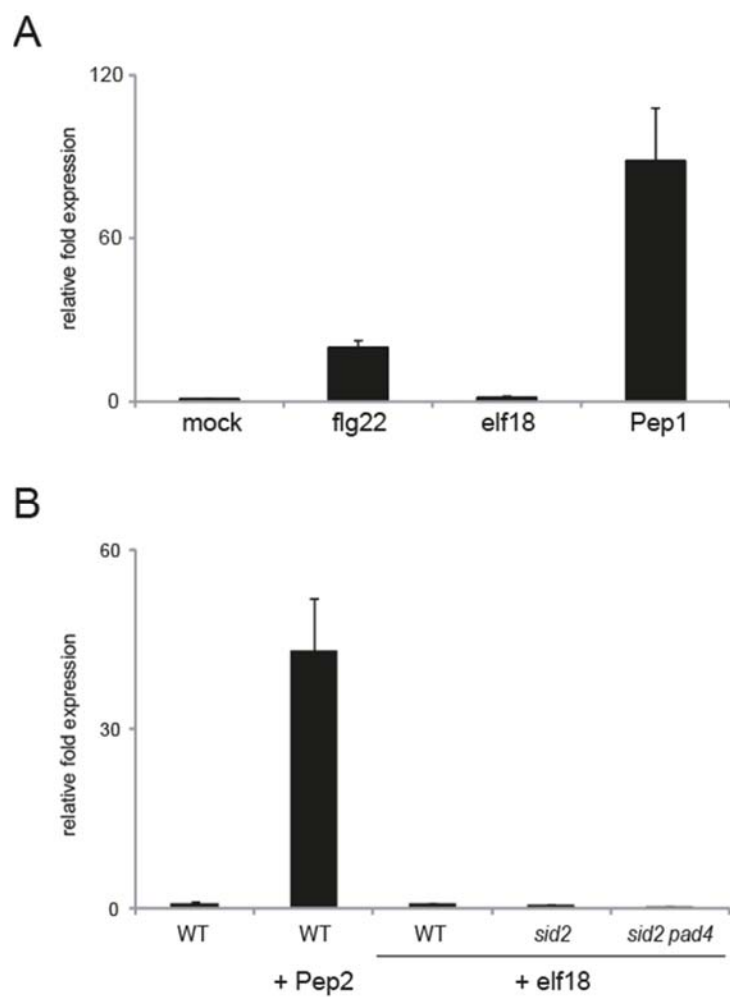 A
120
60
0
relative fold expression
mock flg22 elf18 Pep1
B
60
30
0
relative fold expression
WT WT WT sid2 sid2 pad4
+ Pep2 + elf18